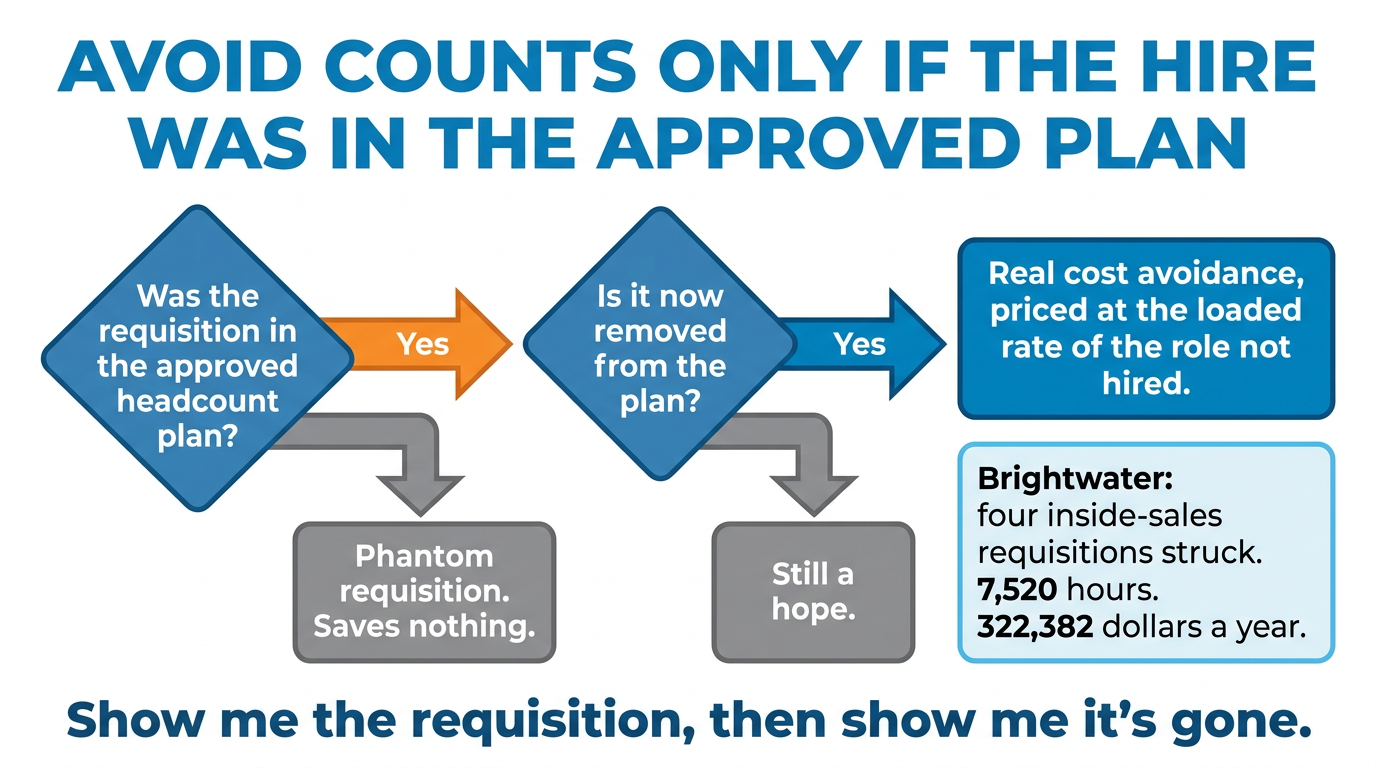 AVOID COUNTS ONLY IF THE HIRE
WAS IN THE APPROVED PLAN
Was the
requisition in
the approved
headcount
plan?
Yes
Is it now
removed
from the
plan?
Yes
Real cost avoidance,
priced at the loaded
rate of the role not
hired.
Phantom
requisition.
Saves nothing.
Still a
hope.
Brightwater:
four inside-sales
requisitions struck.
7,520 hours.
322,382 dollars a year.
Show me the requisition, then show me it's gone.